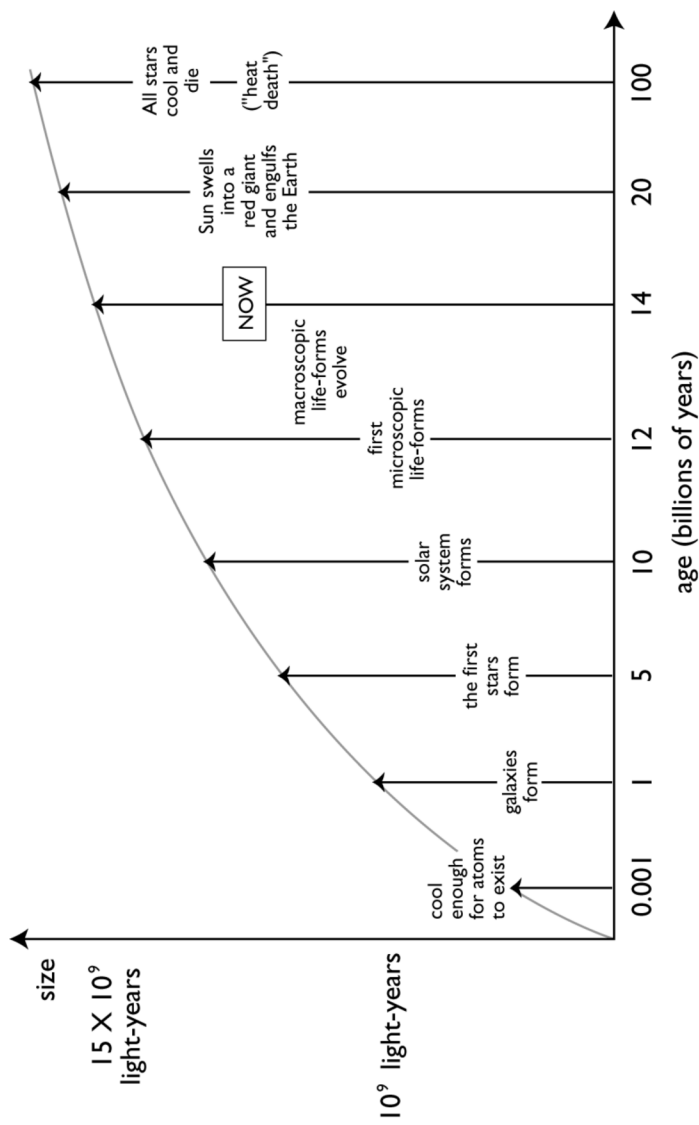 size
15 X 10⁹
light-years
10⁹ light-years
cool
enough
for atoms
to exist
galaxies
form
the first
stars
form
solar
system
forms
first
microscopic
life-forms
macroscopic
life-forms
evolve
NOW
Sun swells
into a
red giant
and engulfs
the Earth
All stars
cool and
die
("heat
death")
0.001
1
5
10
12
14
20
100
age (billions of years)